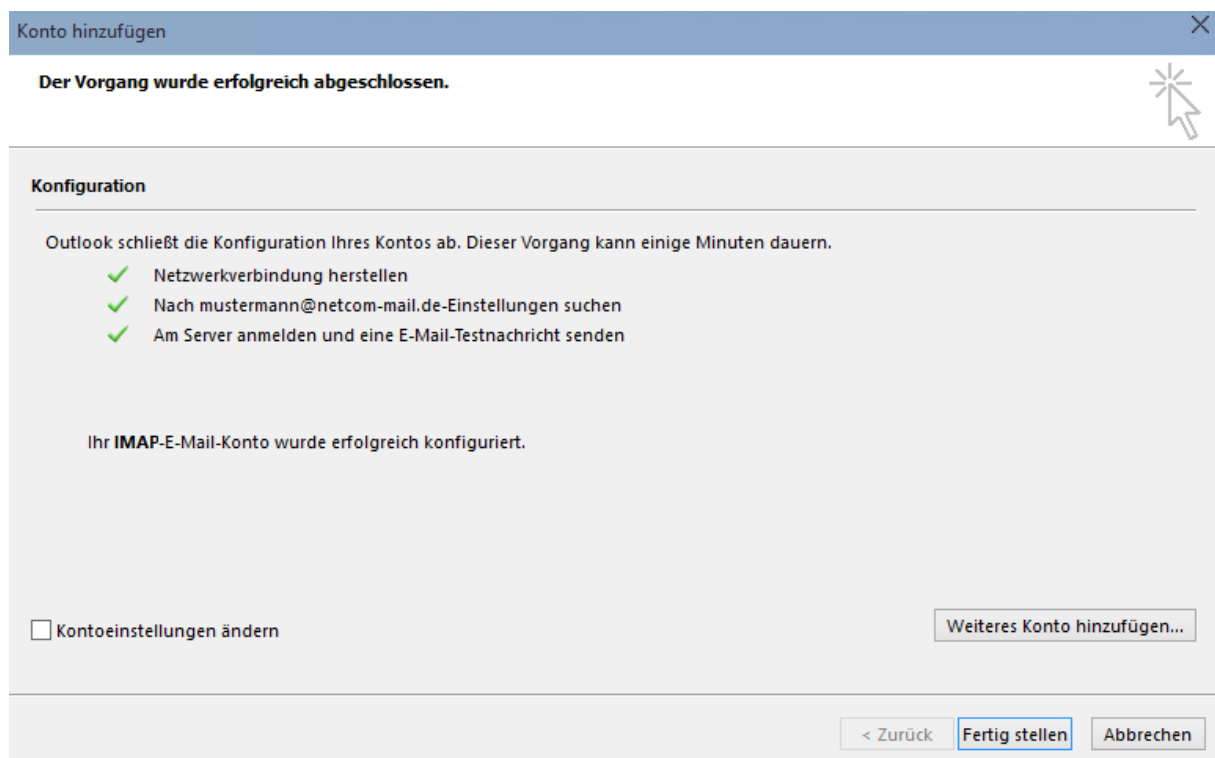 Konto hinzufügen
Der Vorgang wurde erfolgreich abgeschlossen.
Konfiguration
Outlook schließt die Konfiguration Ihres Kontos ab. Dieser Vorgang kann einige Minuten dauern.
Netzwerkverbindung herstellen
Nach mustermann@netcom-mail.de-Einstellungen suchen
Am Server anmelden und eine E-Mail-Testnachricht senden
Ihr IMAP-E-Mail-Konto wurde erfolgreich konfiguriert.
Kontoeinstellungen ändern
Weiteres Konto hinzufügen...
< Zurück Fertig stellen Abbrechen